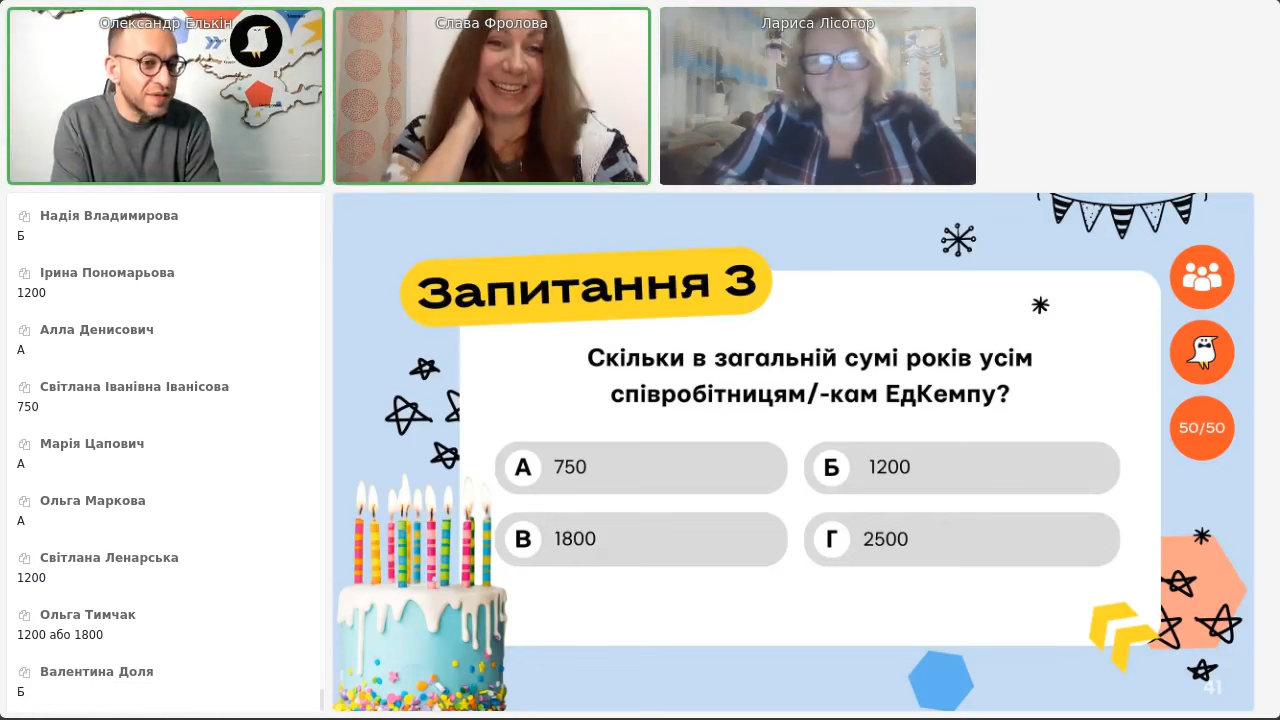 Олександр Елькін
Слава Фролова
Лариса Лісогор
Надія Владимирова
Б
Ірина Пономарьова
1200
Алла Денисович
А
Світлана Іванівна Іванісова
750
Марія Цапович
А
Ольга Маркова
А
Світлана Ленарська
1200
Ольга Тимчак
1200 або 1800
Валентина Доля
Б
Запитання 3
Скільки в загальній сумі років усім
співробітницям/-кам ЕдКемпу?
А 750
Б 1200
В 1800
Г 2500
50/50
41